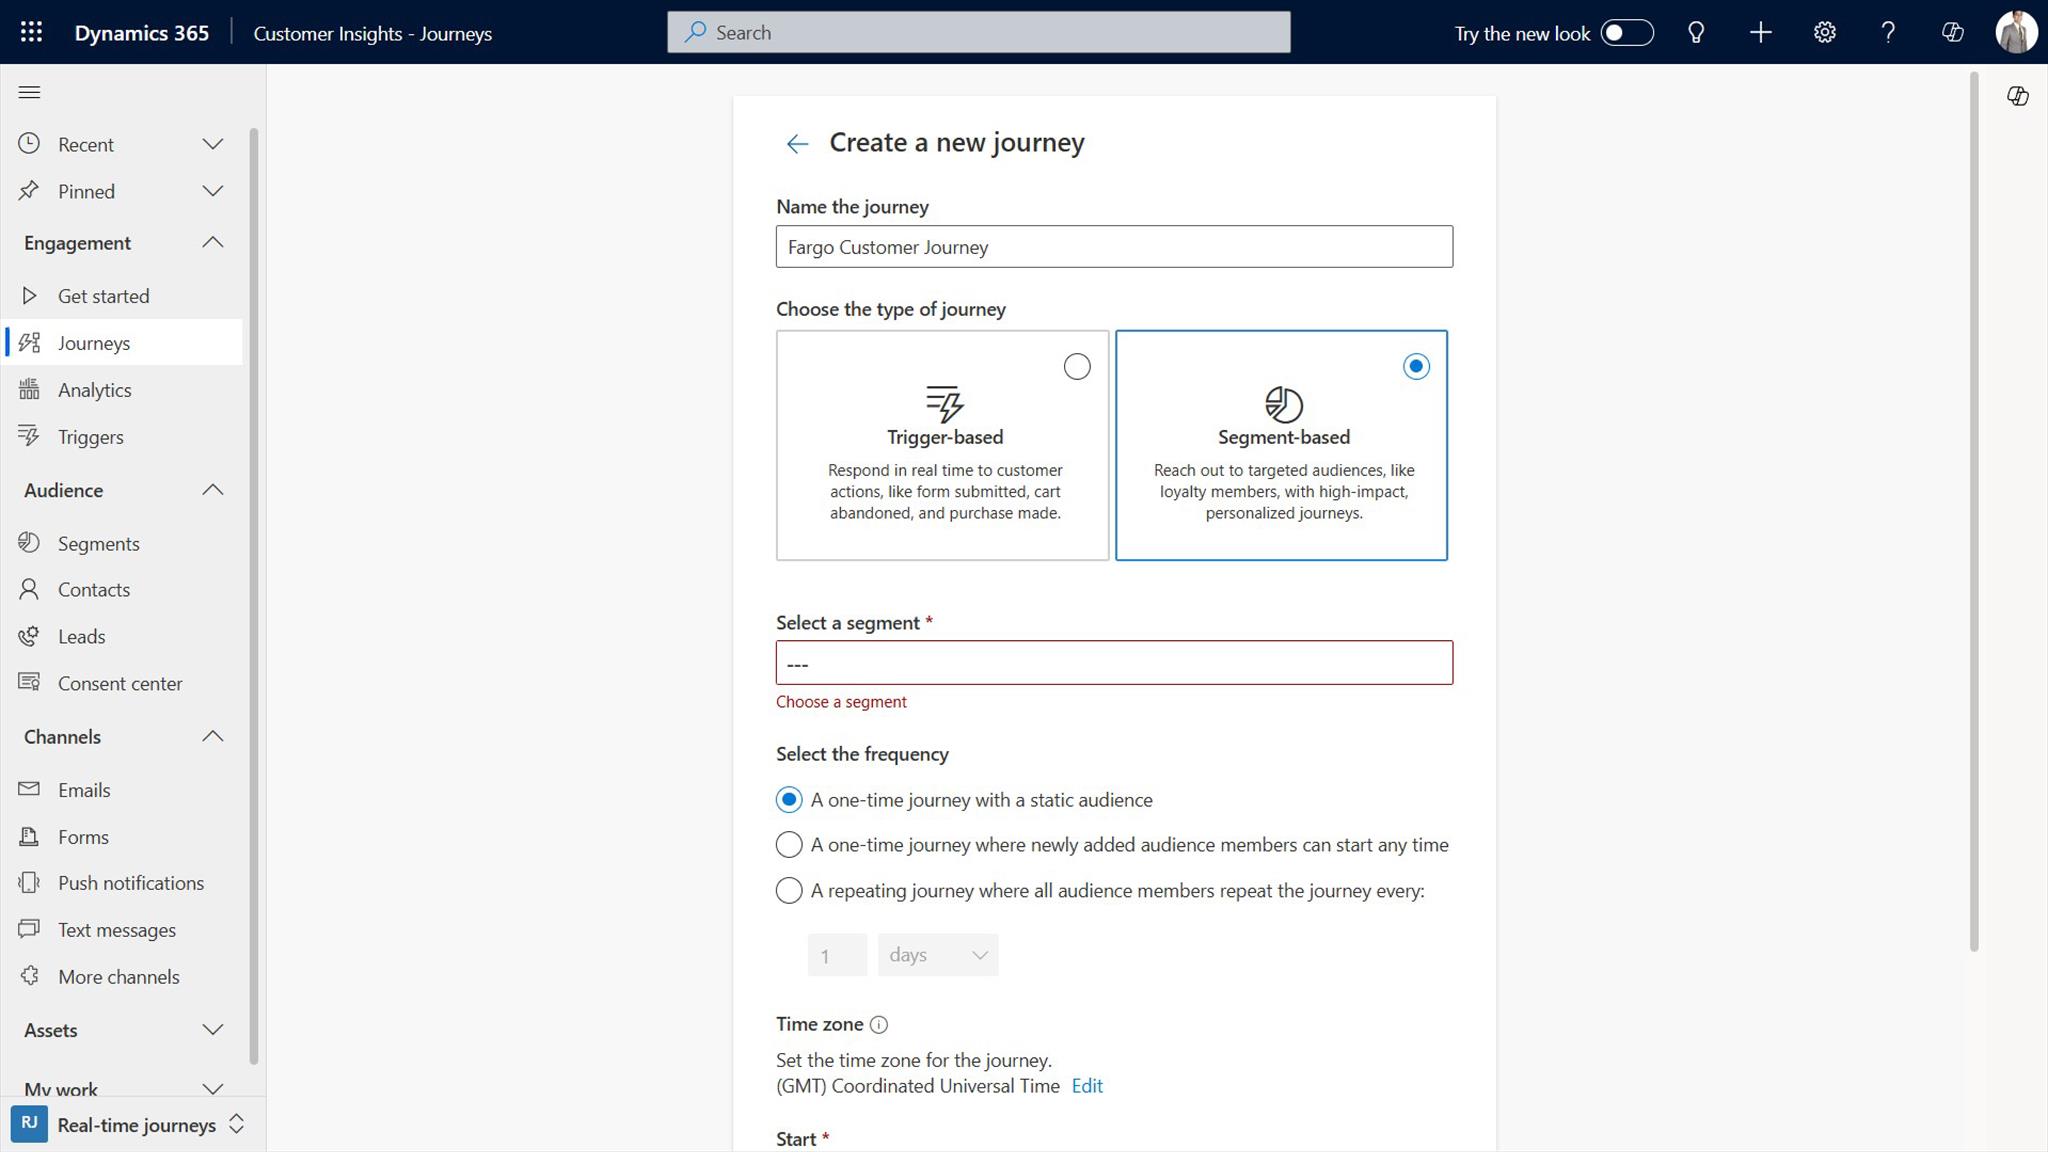 Dynamics 365
Customer Insights - Journeys
Search
Try the new look
Recent
Pinned
Engagement
Get started
Journeys
Analytics
Triggers
Audience
Segments
Contacts
Leads
Consent center
Channels
Emails
Forms
Push notifications
Text messages
More channels
Assets
My work
RJ
Real-time journeys
Create a new journey
Name the journey
Fargo Customer Journey
Choose the type of journey
Trigger-based
Respond in real time to customer
actions, like form submitted, cart
abandoned, and purchase made.
Segment-based
Reach out to targeted audiences, like
loyalty members, with high-impact,
personalized journeys.
Select a segment *
---
Choose a segment
Select the frequency
A one-time journey with a static audience
A one-time journey where newly added audience members can start any time
A repeating journey where all audience members repeat the journey every:
1 days
Time zone
Set the time zone for the journey.
(GMT) Coordinated Universal Time Edit
Start *